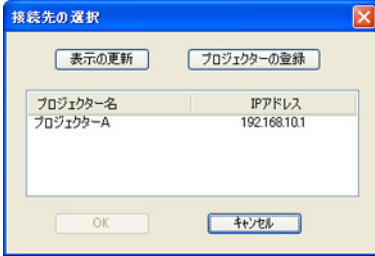 接続先の選択
表示の更新 プロジェクターの登録
プロジェクター名 IPアドレス
プロジェクターA 192.168.10.1
OK キャンセル